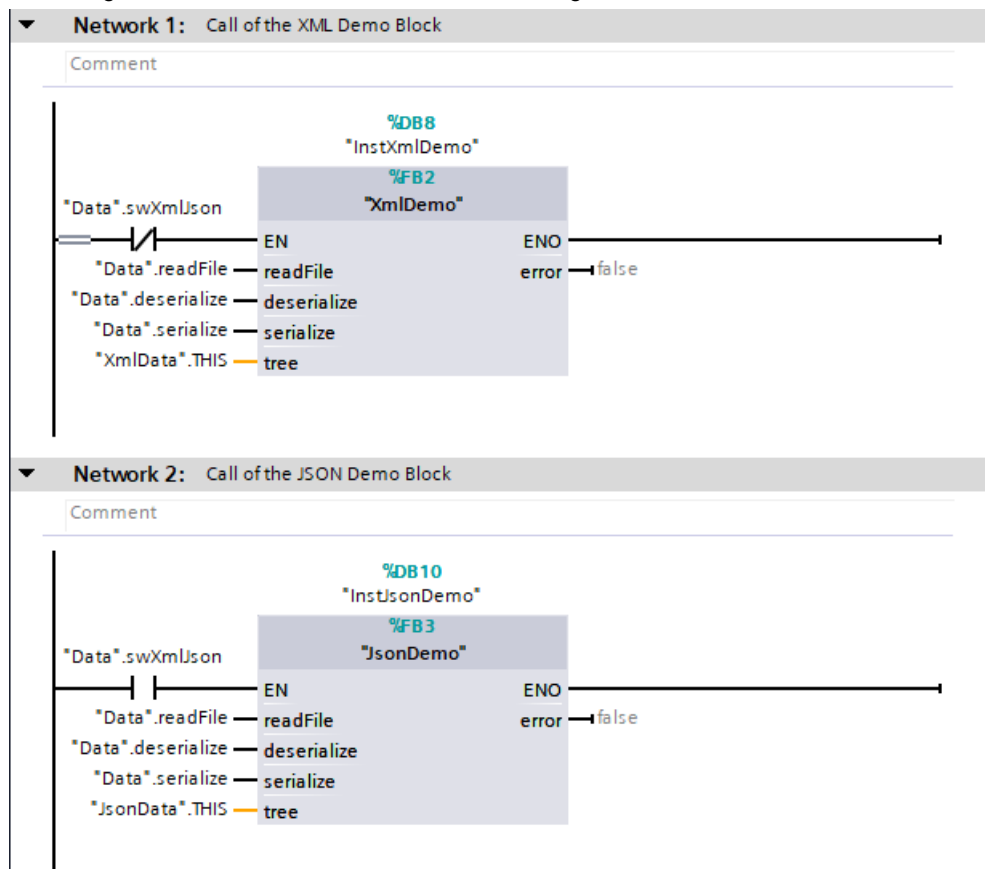 Network 1: Call of the XML Demo Block
Comment
%DB8
"InstXmlDemo"
%FB2
"XmlDemo"
"Data".swXmlJson
EN ENO
"Data".readFile readFile error false
"Data".deserialize deserialize
"Data".serialize serialize
"XmlData".THIS tree
Network 2: Call of the JSON Demo Block
Comment
%DB10
"InstJsonDemo"
%FB3
"JsonDemo"
"Data".swXmlJson
EN ENO
"Data".readFile readFile error false
"Data".deserialize deserialize
"Data".serialize serialize
"JsonData".THIS tree